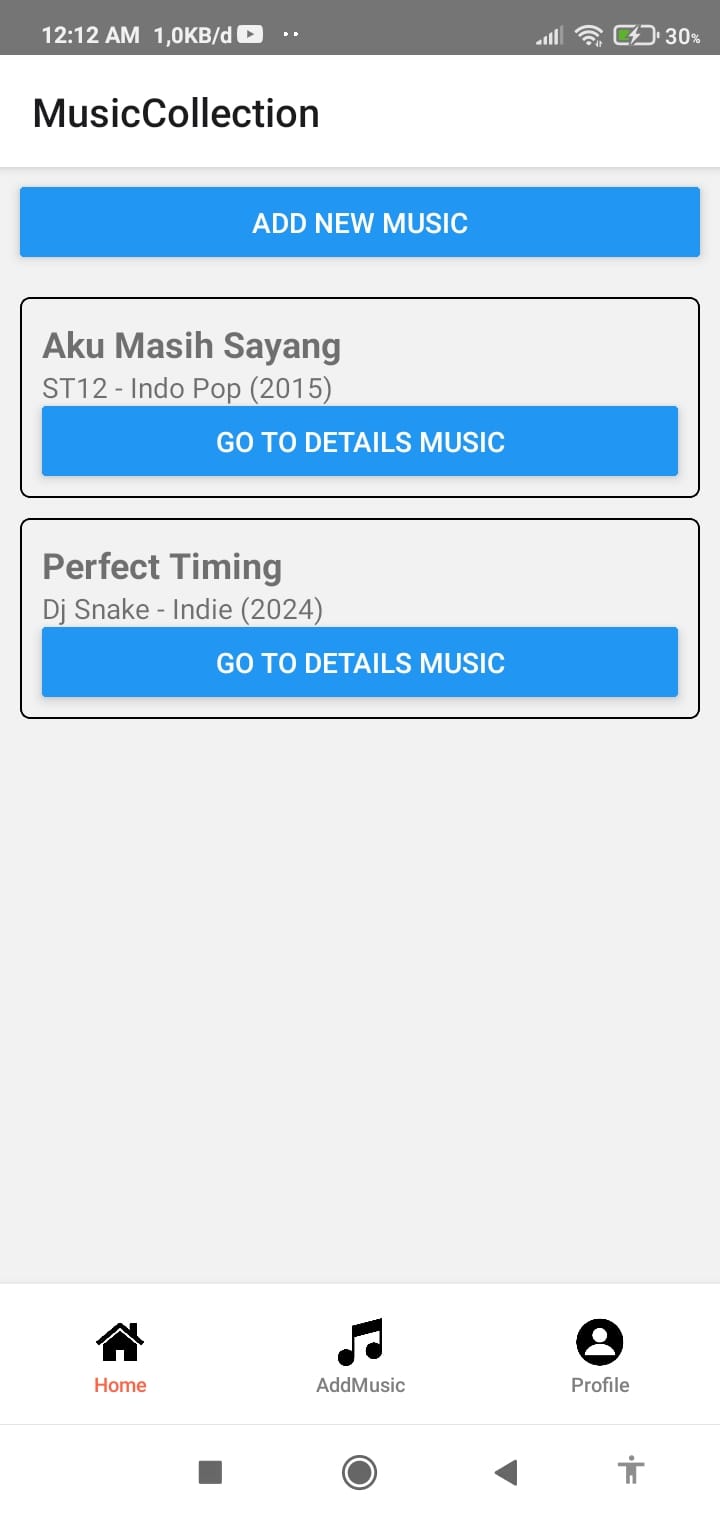 12:12 AM 1,0KB/d 30%
MusicCollection
ADD NEW MUSIC
Aku Masih Sayang
ST12 - Indo Pop (2015)
GO TO DETAILS MUSIC
Perfect Timing
Dj Snake - Indie (2024)
GO TO DETAILS MUSIC
Home AddMusic Profile